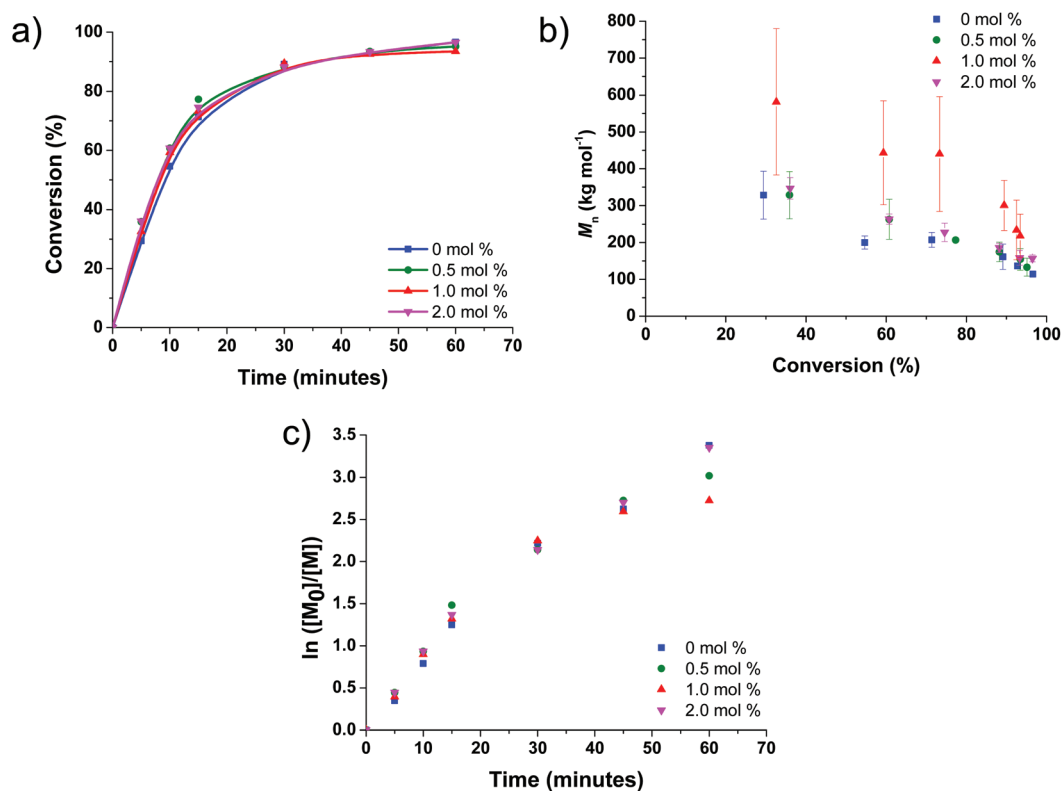 a)
100
80
60
40
20
0
Conversion (%)
0 mol %
0.5 mol %
1.0 mol %
2.0 mol %
0 10 20 30 40 50 60 70
Time (minutes)
b)
800
700
600
500
400
300
200
100
0
Mn (kg mol⁻¹)
0 mol %
0.5 mol %
1.0 mol %
2.0 mol %
0 20 40 60 80 100
Conversion (%)
c)
3.5
3.0
2.5
2.0
1.5
1.0
0.5
0.0
ln ([M0]/[M])
0 mol %
0.5 mol %
1.0 mol %
2.0 mol %
0 10 20 30 40 50 60 70
Time (minutes)